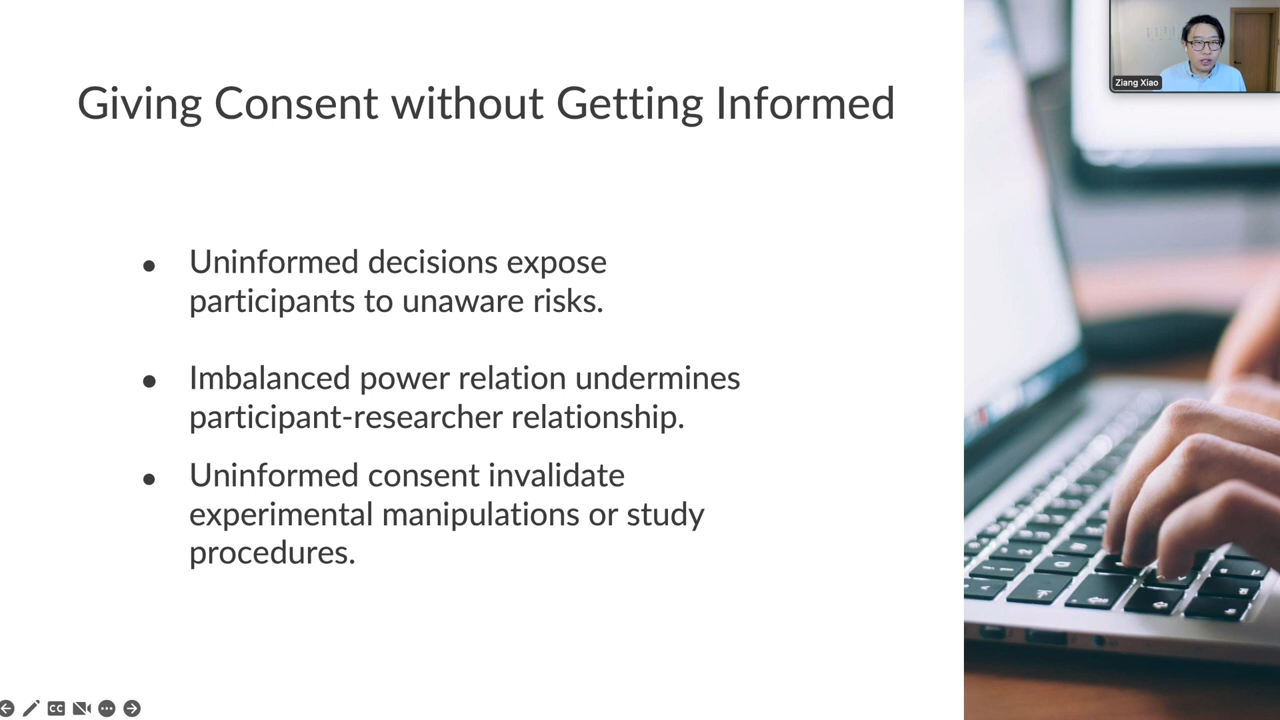 Giving Consent without Getting Informed
Ziang Xiao
• Uninformed decisions expose
participants to unaware risks.
• Imbalanced power relation undermines
participant-researcher relationship.
• Uninformed consent invalidate
experimental manipulations or study
procedures.
CC